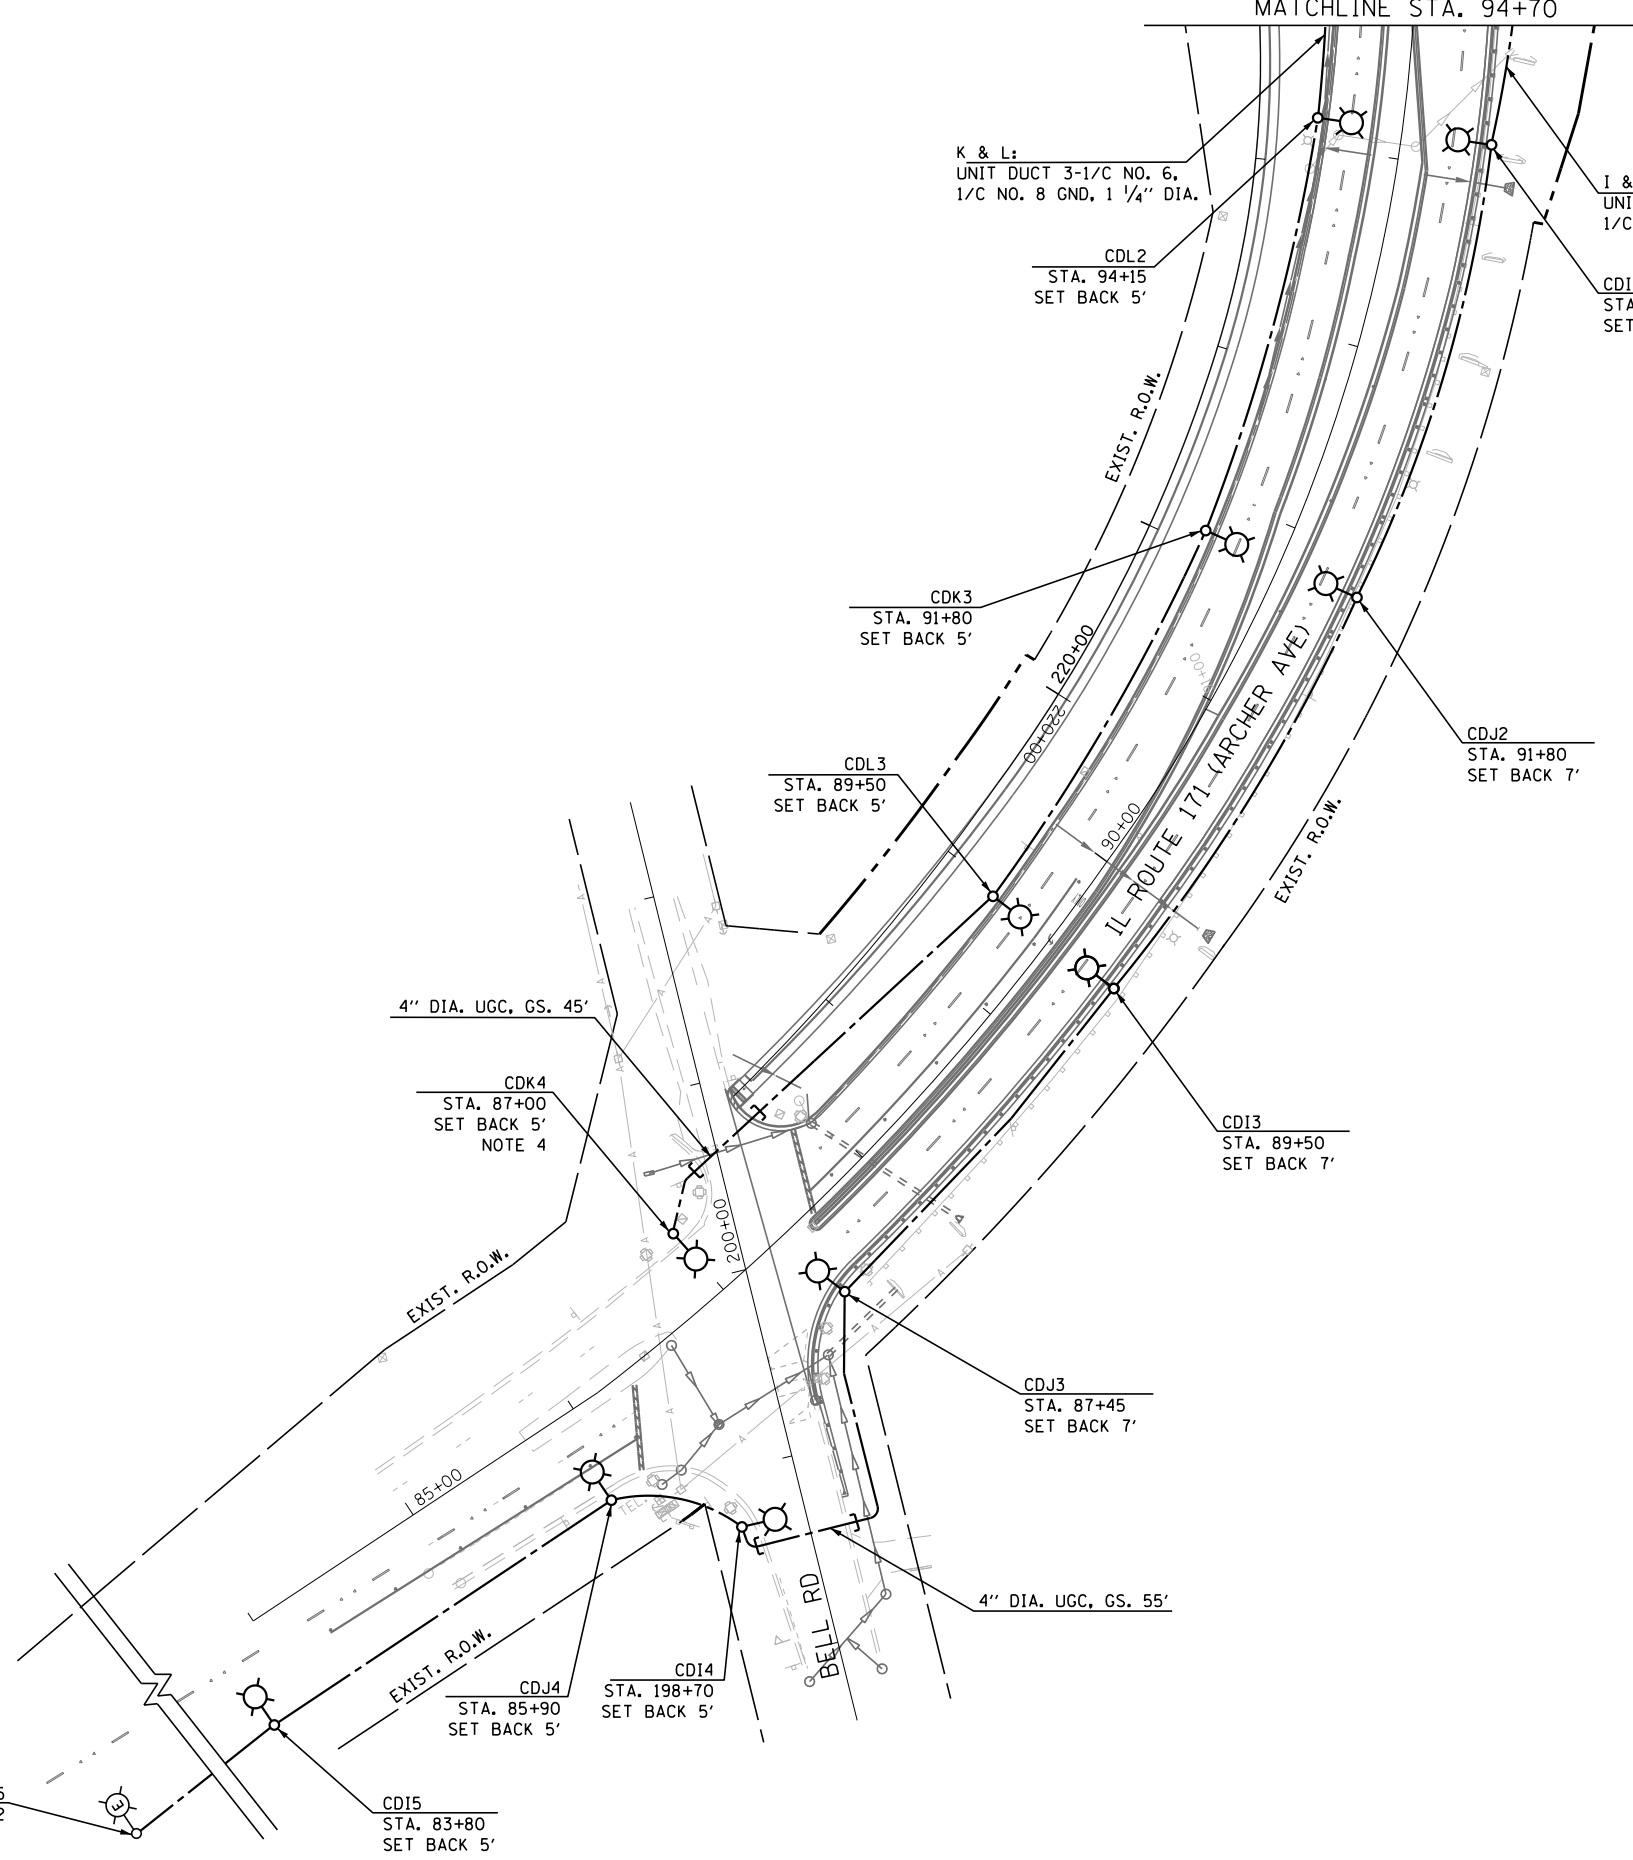 MATCHLINE STA. 94+70
K & L:
UNIT DUCT 3-1/C NO. 6,
1/C NO. 8 GND, 1 1/4" DIA.
I &
UNI
1/C
CDL2
STA. 94+15
SET BACK 5'
CDI
STA
SET
EXIST. R.O.W.
CDK3
STA. 91+80
SET BACK 5'
220+00
220+00
91+00
IL ROUTE 171 (ARCHER AVE)
CDJ2
STA. 91+80
SET BACK 7'
CDL3
STA. 89+50
SET BACK 5'
90+00
EXIST. R.O.W.
4" DIA. UGC, GS. 45'
CDK4
STA. 87+00
SET BACK 5'
NOTE 4
CDI3
STA. 89+50
SET BACK 7'
200+00
EXIST. R.O.W.
CDJ3
STA. 87+45
SET BACK 7'
85+00
TEL.
4" DIA. UGC, GS. 55'
BELL RD
EXIST. R.O.W.
CDJ4
STA. 85+90
SET BACK 5'
CDI4
STA. 198+70
SET BACK 5'
E
5
2
CDI5
STA. 83+80
SET BACK 5'